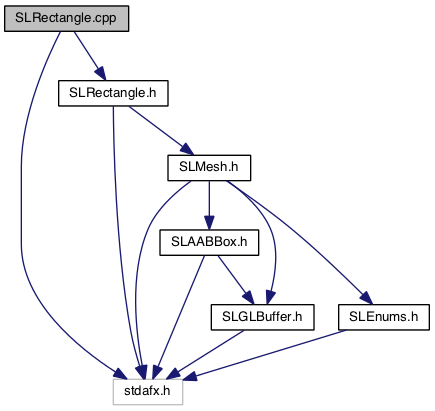 SLRectangle.cpp
SLRectangle.h
SLMesh.h
SLAABBox.h
SLGLBuffer.h
SLEnums.h
stdafx.h